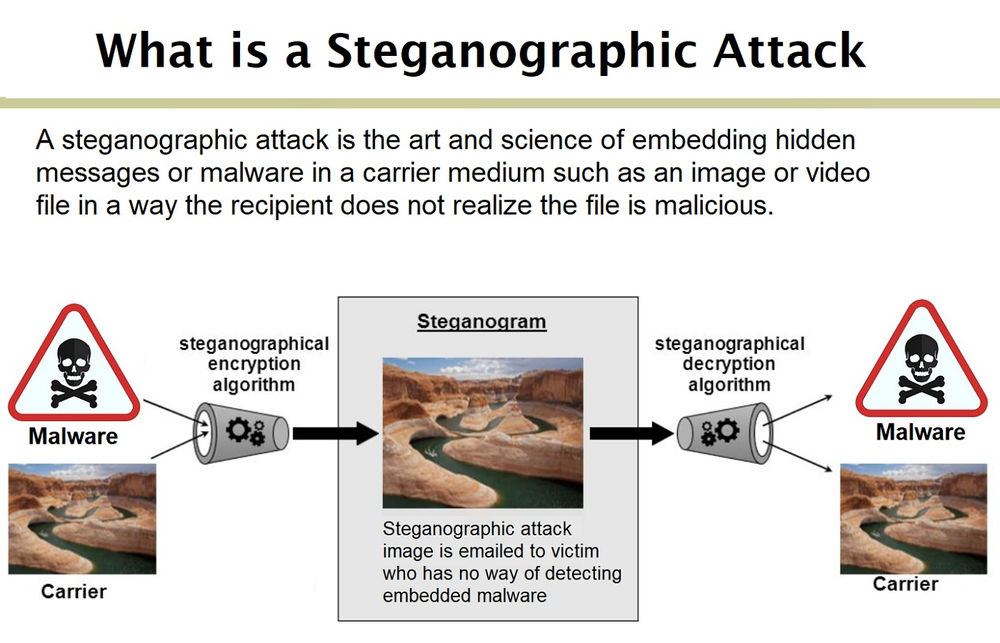 What is a Steganographic Attack
A steganographic attack is the art and science of embedding hidden
messages or malware in a carrier medium such as an image or video
file in a way the recipient does not realize the file is malicious.
Malware
Carrier
steganographical
encryption
algorithm
Steganogram
Steganographic attack
image is emailed to victim
who has no way of detecting
embedded malware
steganographical
decryption
algorithm
Malware
Carrier